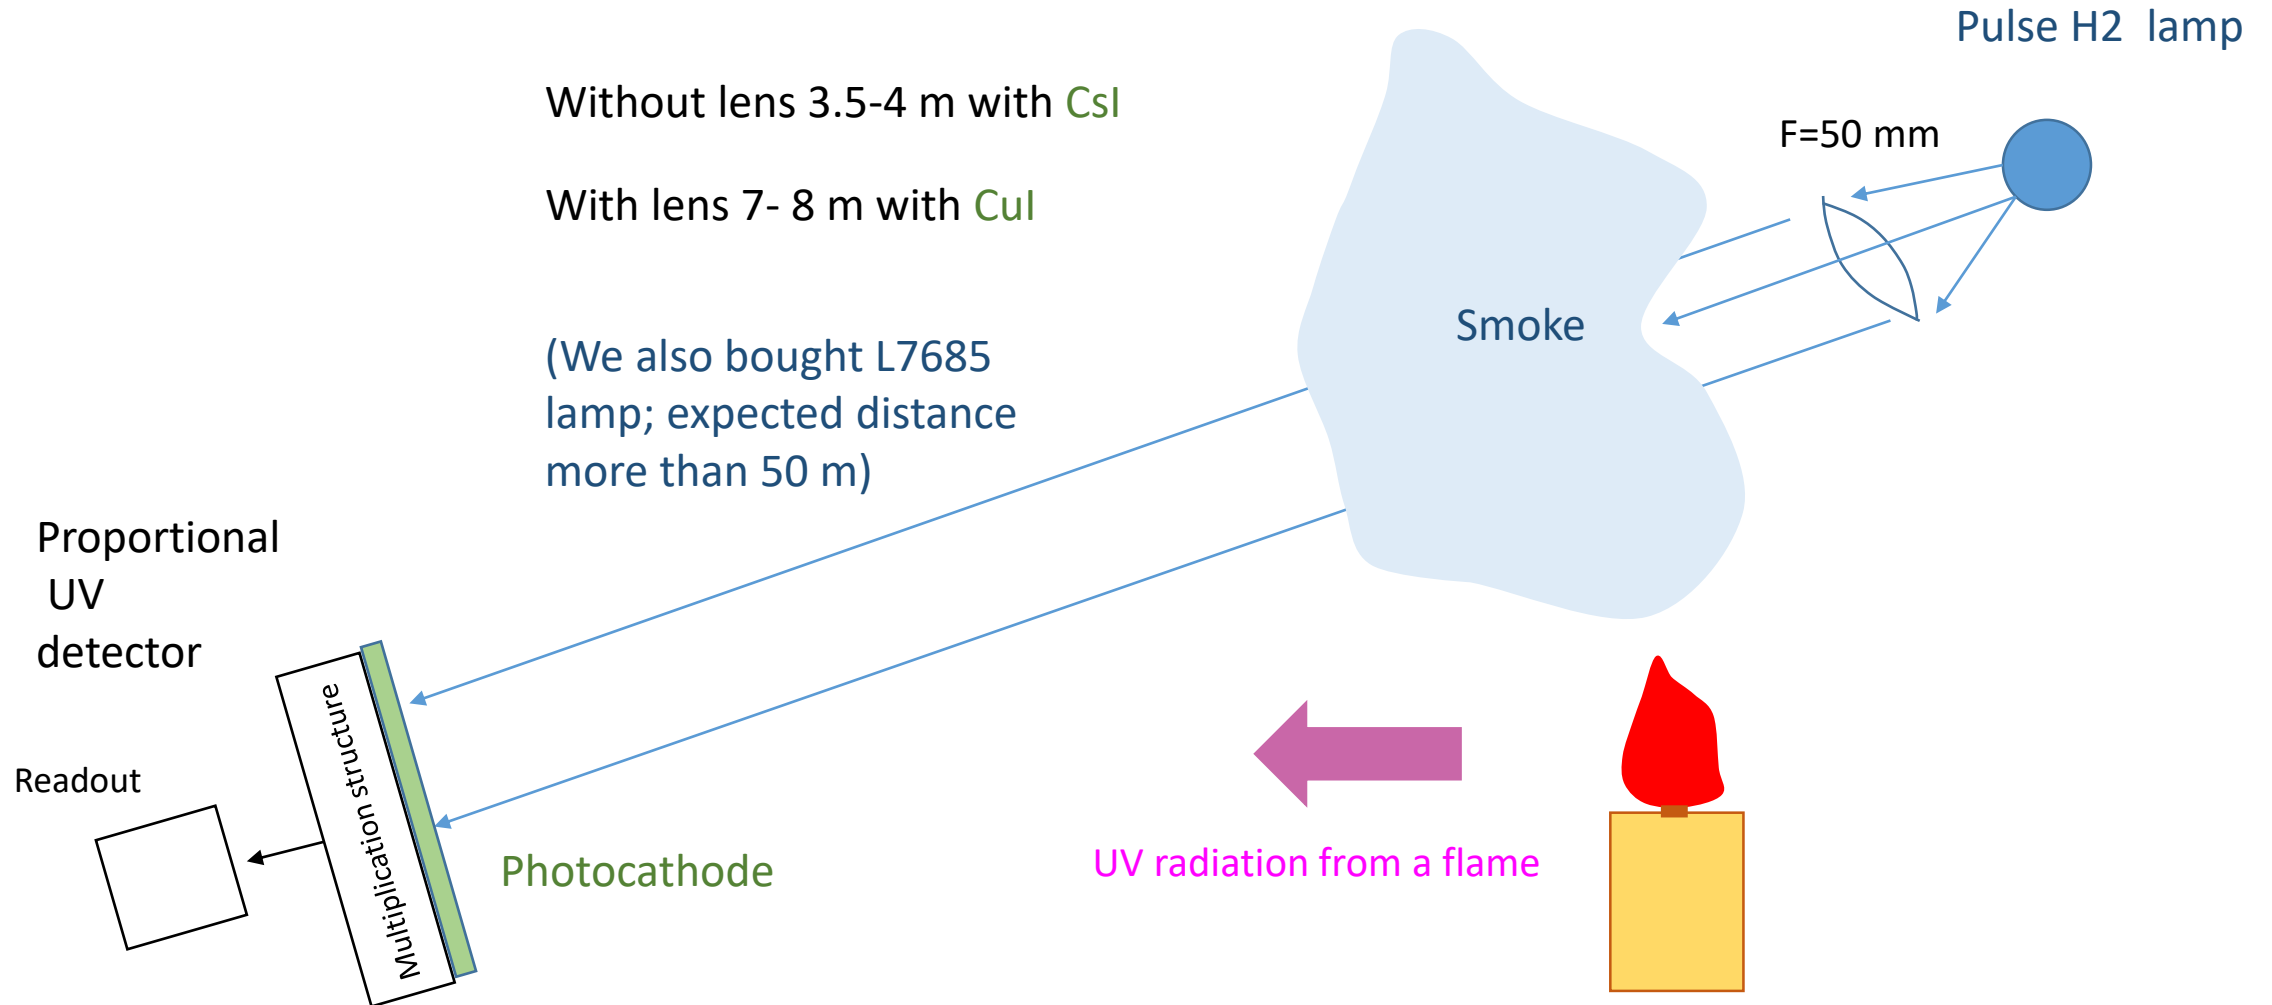 Pulse H2 lamp
Without lens 3.5-4 m with CsI
F=50 mm
With lens 7- 8 m with CuI
Smoke
(We also bought L7685
lamp; expected distance
more than 50 m)
Proportional
UV
detector
Multiplication structure
Readout
Photocathode
UV radiation from a flame